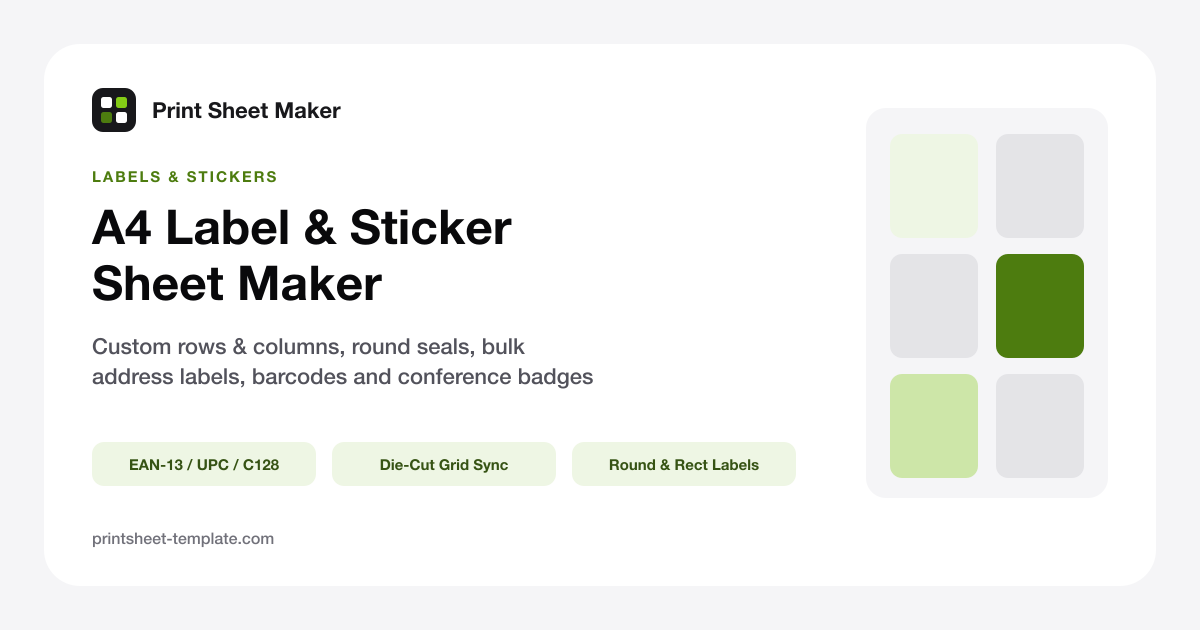 Print Sheet Maker
LABELS & STICKERS
A4 Label & Sticker
Sheet Maker
Custom rows & columns, round seals, bulk
address labels, barcodes and conference badges
EAN-13 / UPC / C128
Die-Cut Grid Sync
Round & Rect Labels
printsheet-template.com